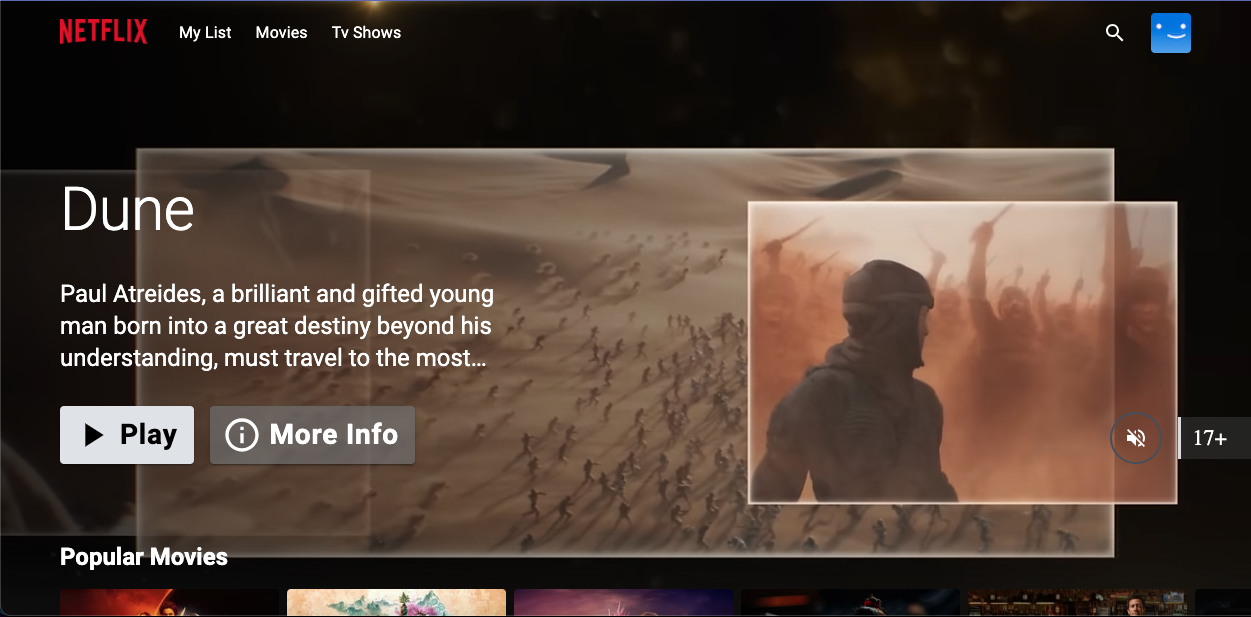 NETFLIX My List Movies Tv Shows
Dune
Paul Atreides, a brilliant and gifted young
man born into a great destiny beyond his
understanding, must travel to the most...
Play More Info
17+
Popular Movies